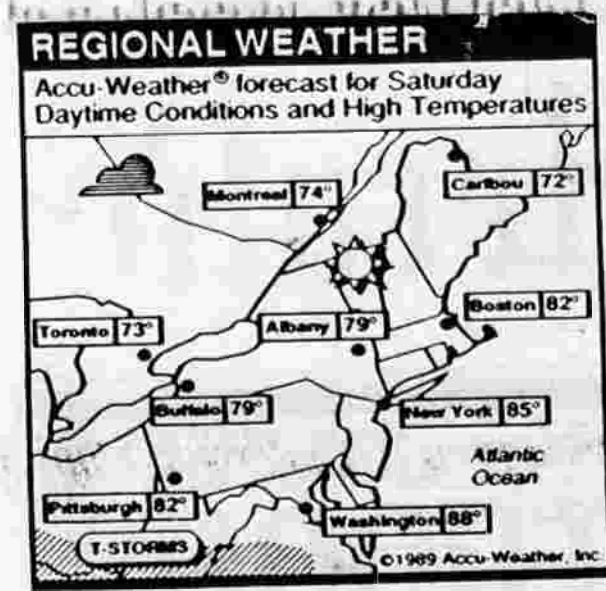 REGIONAL WEATHER
Accu-Weather® forecast for Saturday
Daytime Conditions and High Temperatures
Montreal 74°
Caribou 72°
Toronto 73°
Albany 79°
Boston 82°
Buffalo 79°
New York 85°
Atlantic
Ocean
Pittsburgh 82°
Washington 88°
T-STORMS
©1989 Accu-Weather, Inc.